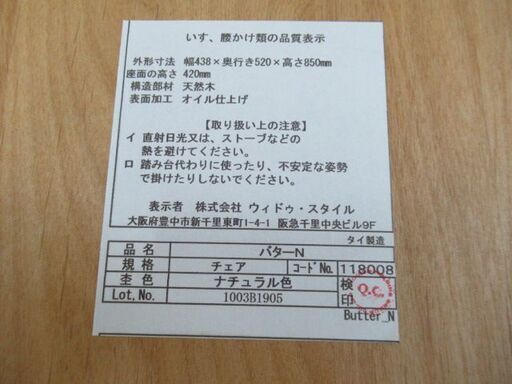 いす、腰かけ類の品質表示
外形寸法 幅438×奥行き520×高さ850mm
座面の高さ 420mm
構造部材 天然木
表面加工 オイル仕上げ
【取り扱い上の注意】
イ 直射日光又は、ストーブなどの
熱を避けてください。
ロ 踏み台代わりに使ったり、不安定な姿勢
で掛けたりしないでください。
表示者 株式会社 ウィドゥ・スタイル
大阪府豊中市新千里東町1-4-1 阪急千里中央ビル9F
タイ製造
品名 バターN
規格 チェア コードNo. 118008
杢色 ナチュラル色 検印
Lot,No. 1003B1905 Q.C.
Butter_N